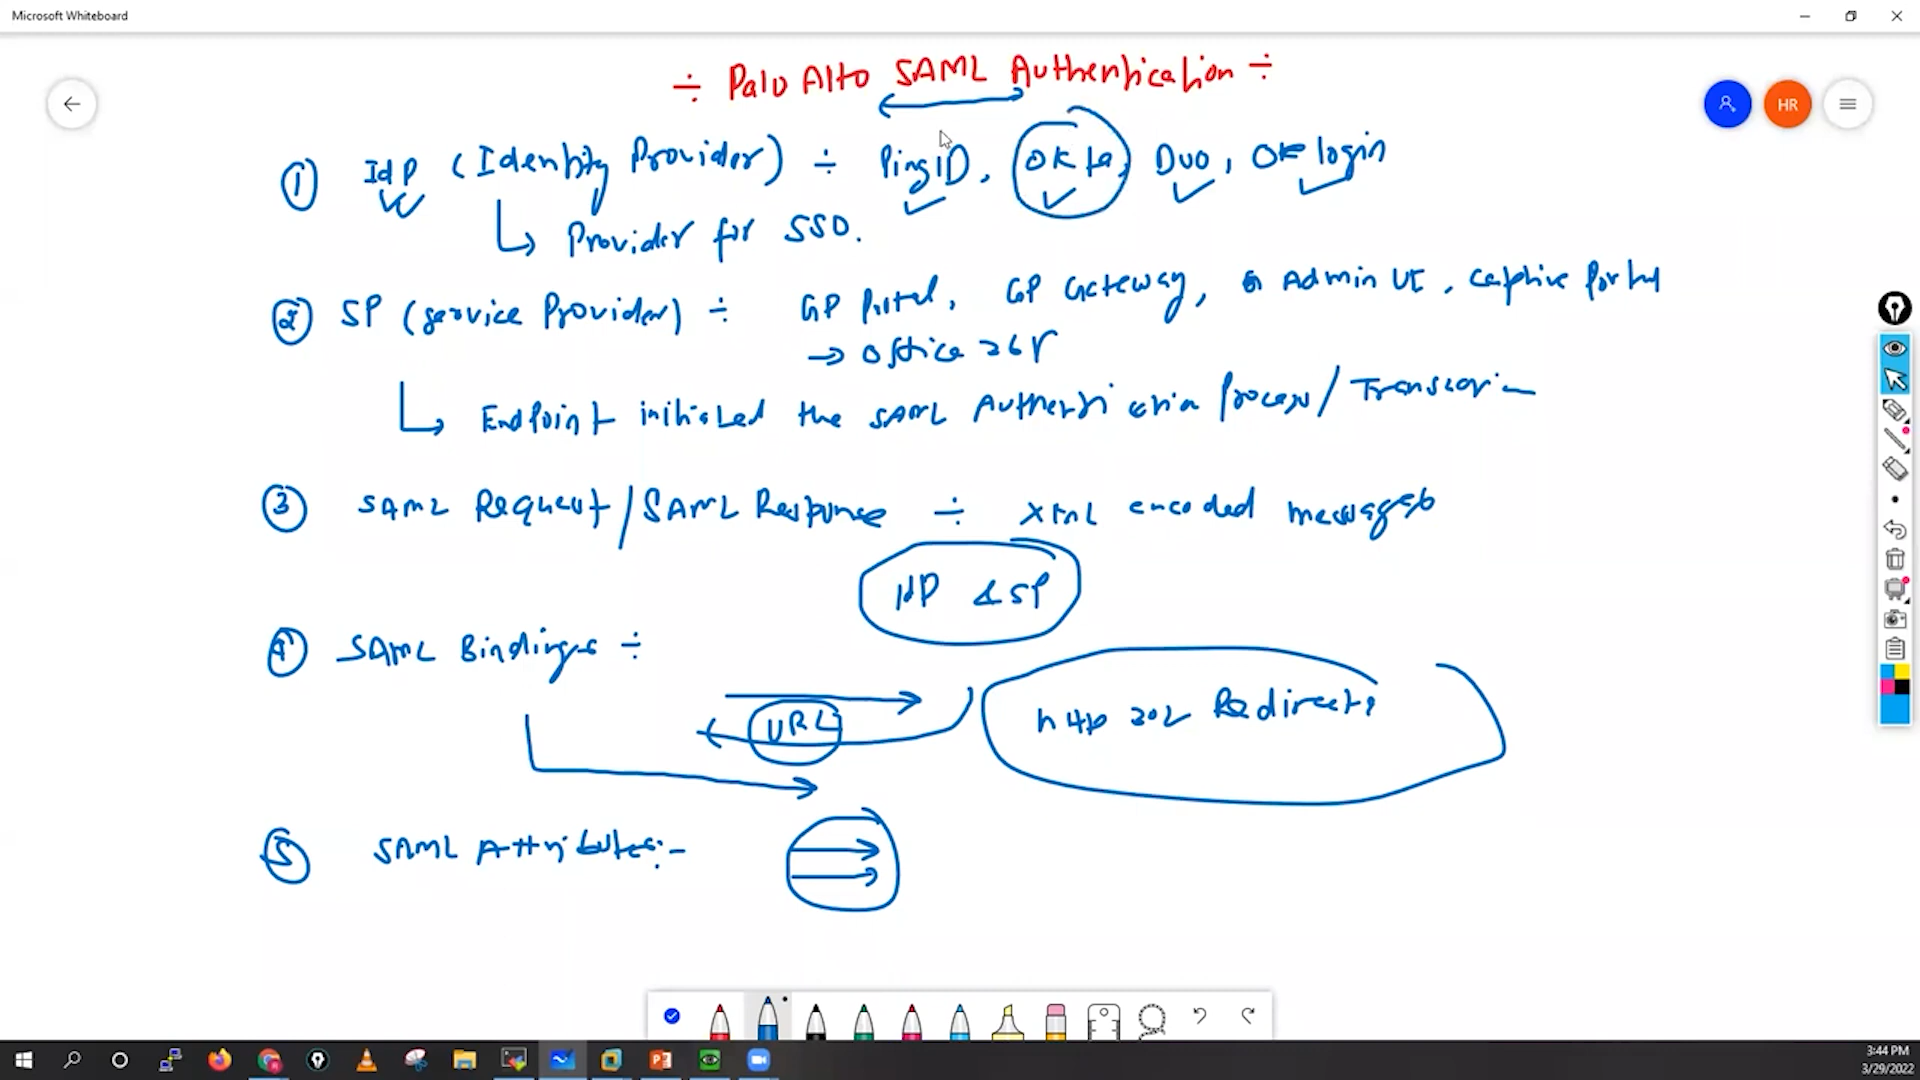 Microsoft Whiteboard
÷ Palo Alto SAML Authentication ÷
HR
① IdP (Identity Provider) ÷ PingID, Okta, Duo, login
↳ Provider for SSO.
② SP (Service Provider) ÷ GP Portal, GP Gateway, Admin UI, Captive Portal
→ Office 365
↳ Endpoint initiated the SAML Authentication Process/Transaction
③ SAML Request/SAML Response ÷ XML encoded messages
IdP & SP
④ SAML Bindings ÷
URL
http 302 Redirects
⑤ SAML Attributes:-
3:44 PM
3/29/2022